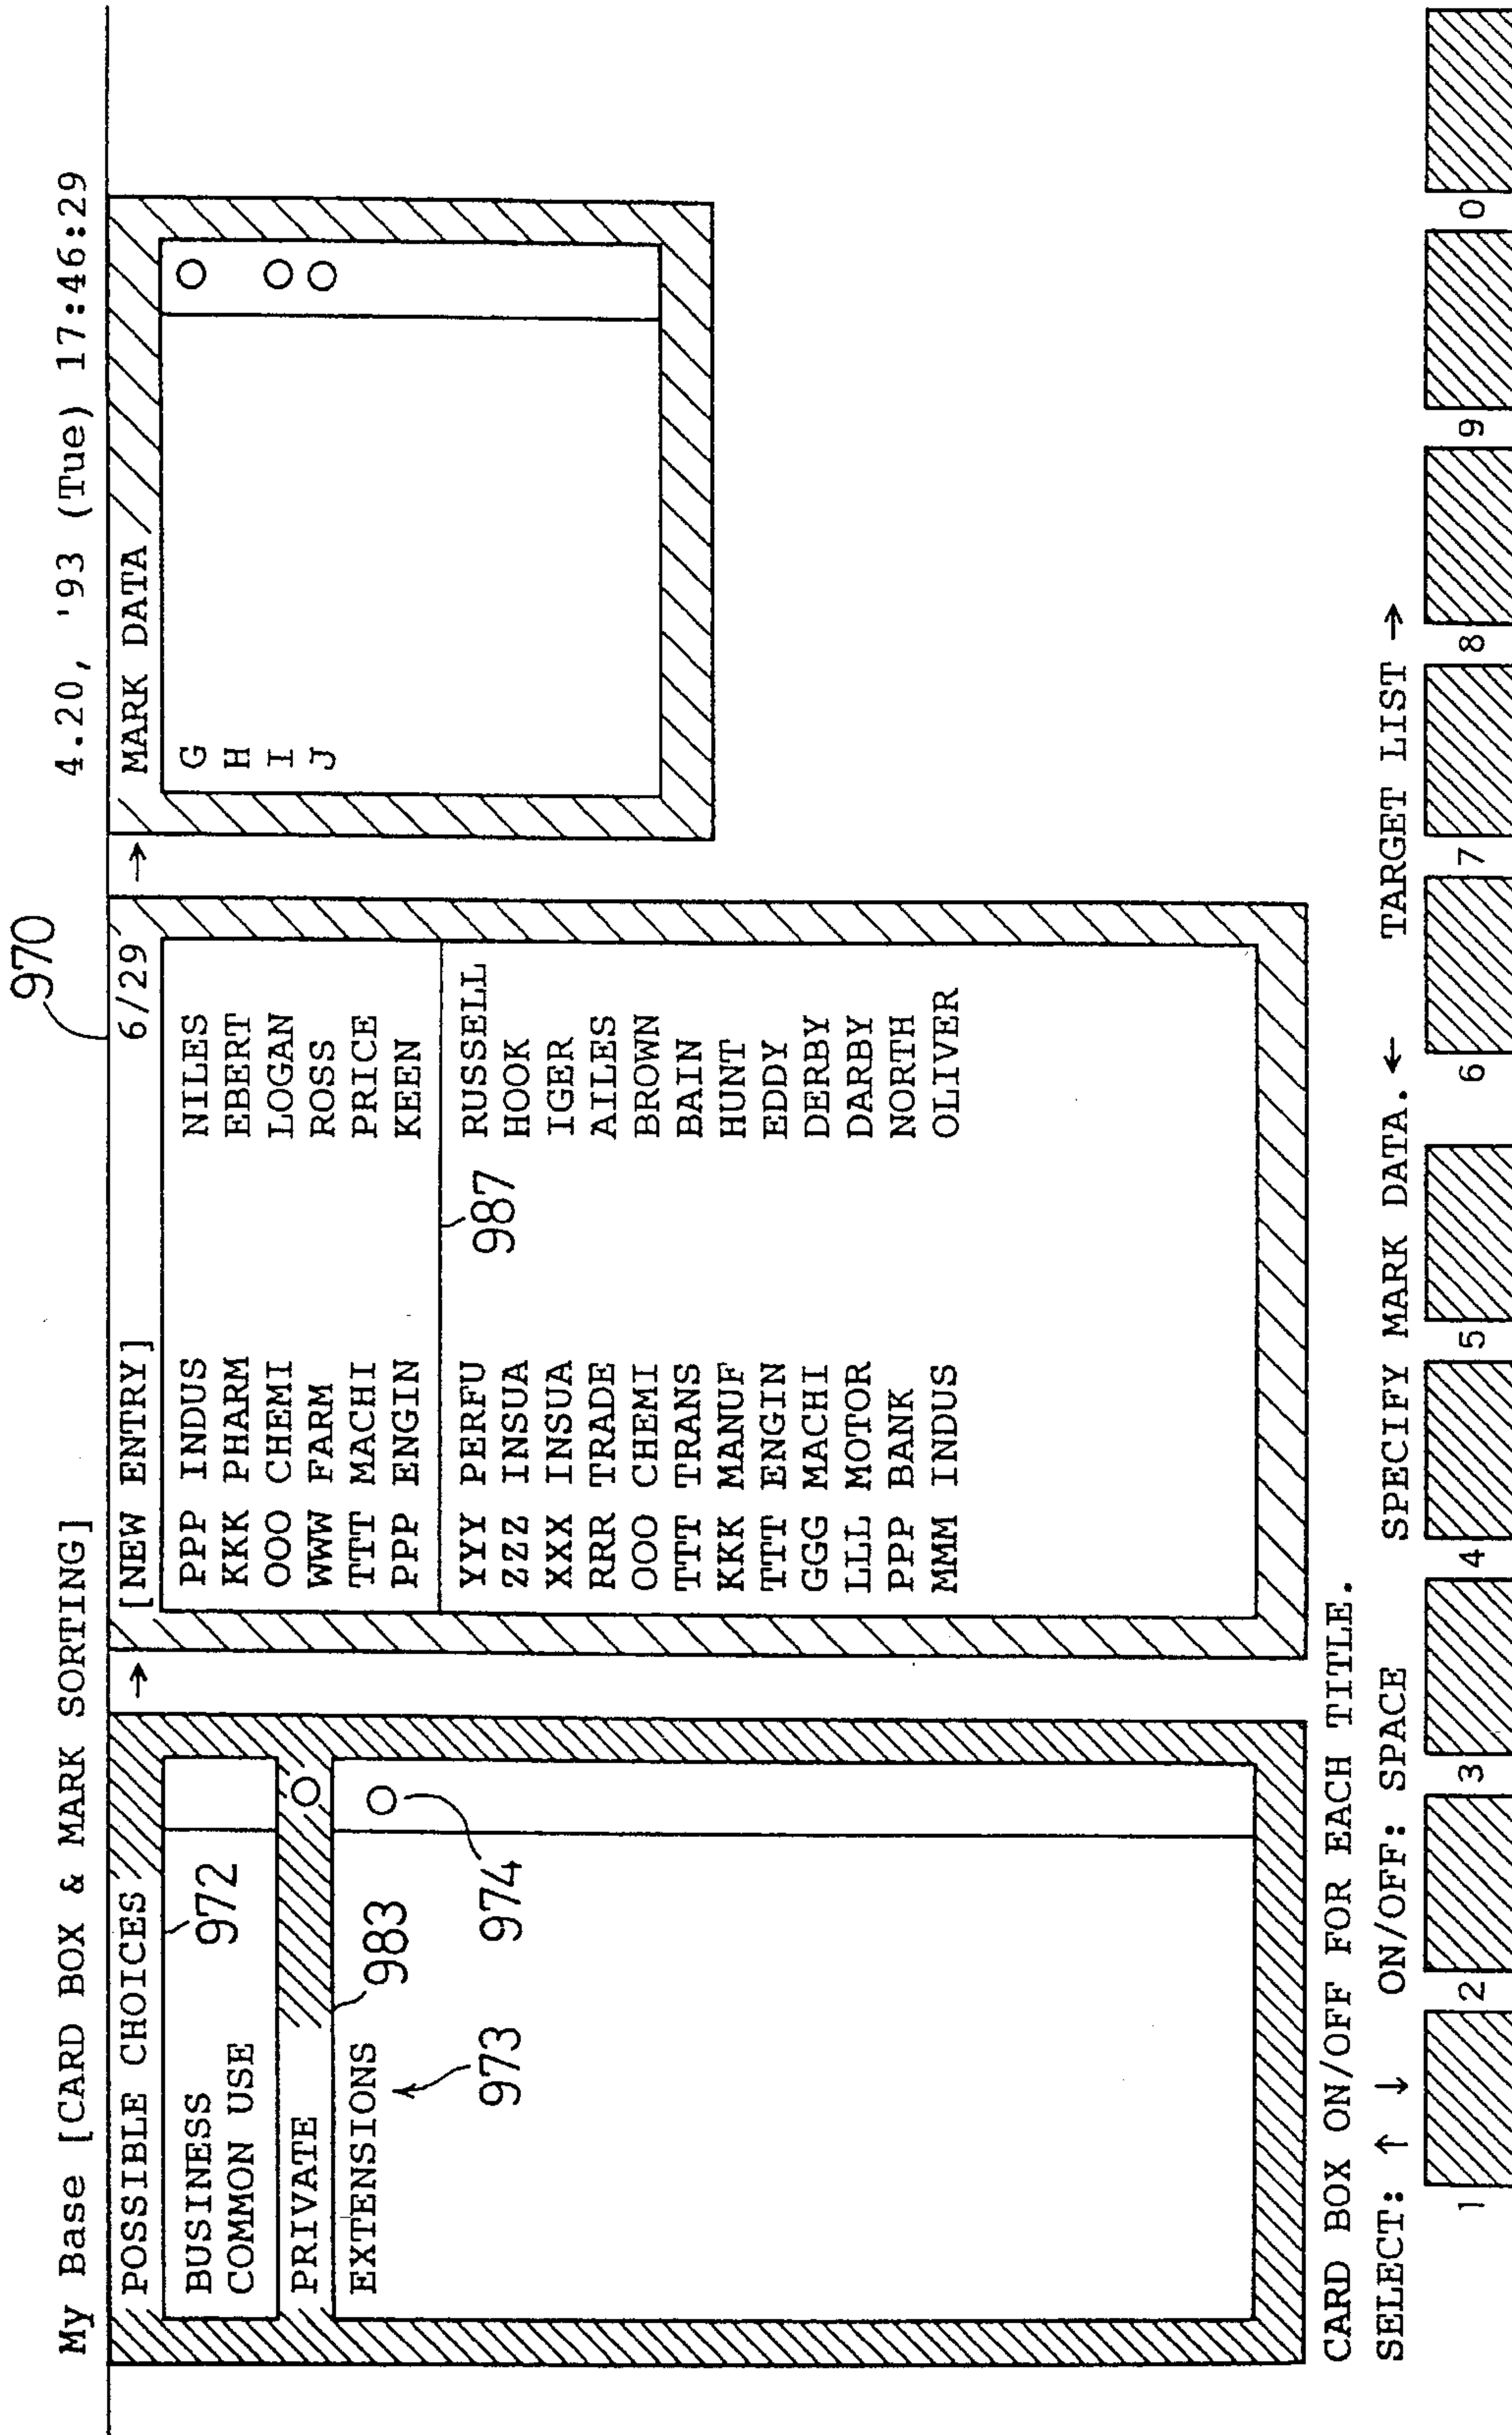 970
My Base [CARD BOX & MARK SORTING] 4.20, '93 (Tue) 17:46:29
POSSIBLE CHOICES
BUSINESS
COMMON USE
972
PRIVATE ○
983
EXTENSIONS ○
973
974
→
[NEW ENTRY] 6/29
PPP INDUS NILES
KKK PHARM EBERT
OOO CHEMI LOGAN
WWW FARM ROSS
TTT MACHI PRICE
PPP ENGIN KEEN
987
YYY PERFU RUSSELL
ZZZ INSUA HOOK
XXX INSUA IGER
RRR TRADE AILES
OOO CHEMI BROWN
TTT TRANS BAIN
KKK MANUF HUNT
TTT ENGIN EDDY
GGG MACHI DERBY
LLL MOTOR DARBY
PPP BANK NORTH
MMM INDUS OLIVER
→
MARK DATA
G ○
H
I ○
J ○
CARD BOX ON/OFF FOR EACH TITLE.
SELECT: ↑ ↓ ON/OFF: SPACE SPECIFY MARK DATA. ← TARGET LIST →
1 2 3 4 5 6 7 8 9 0